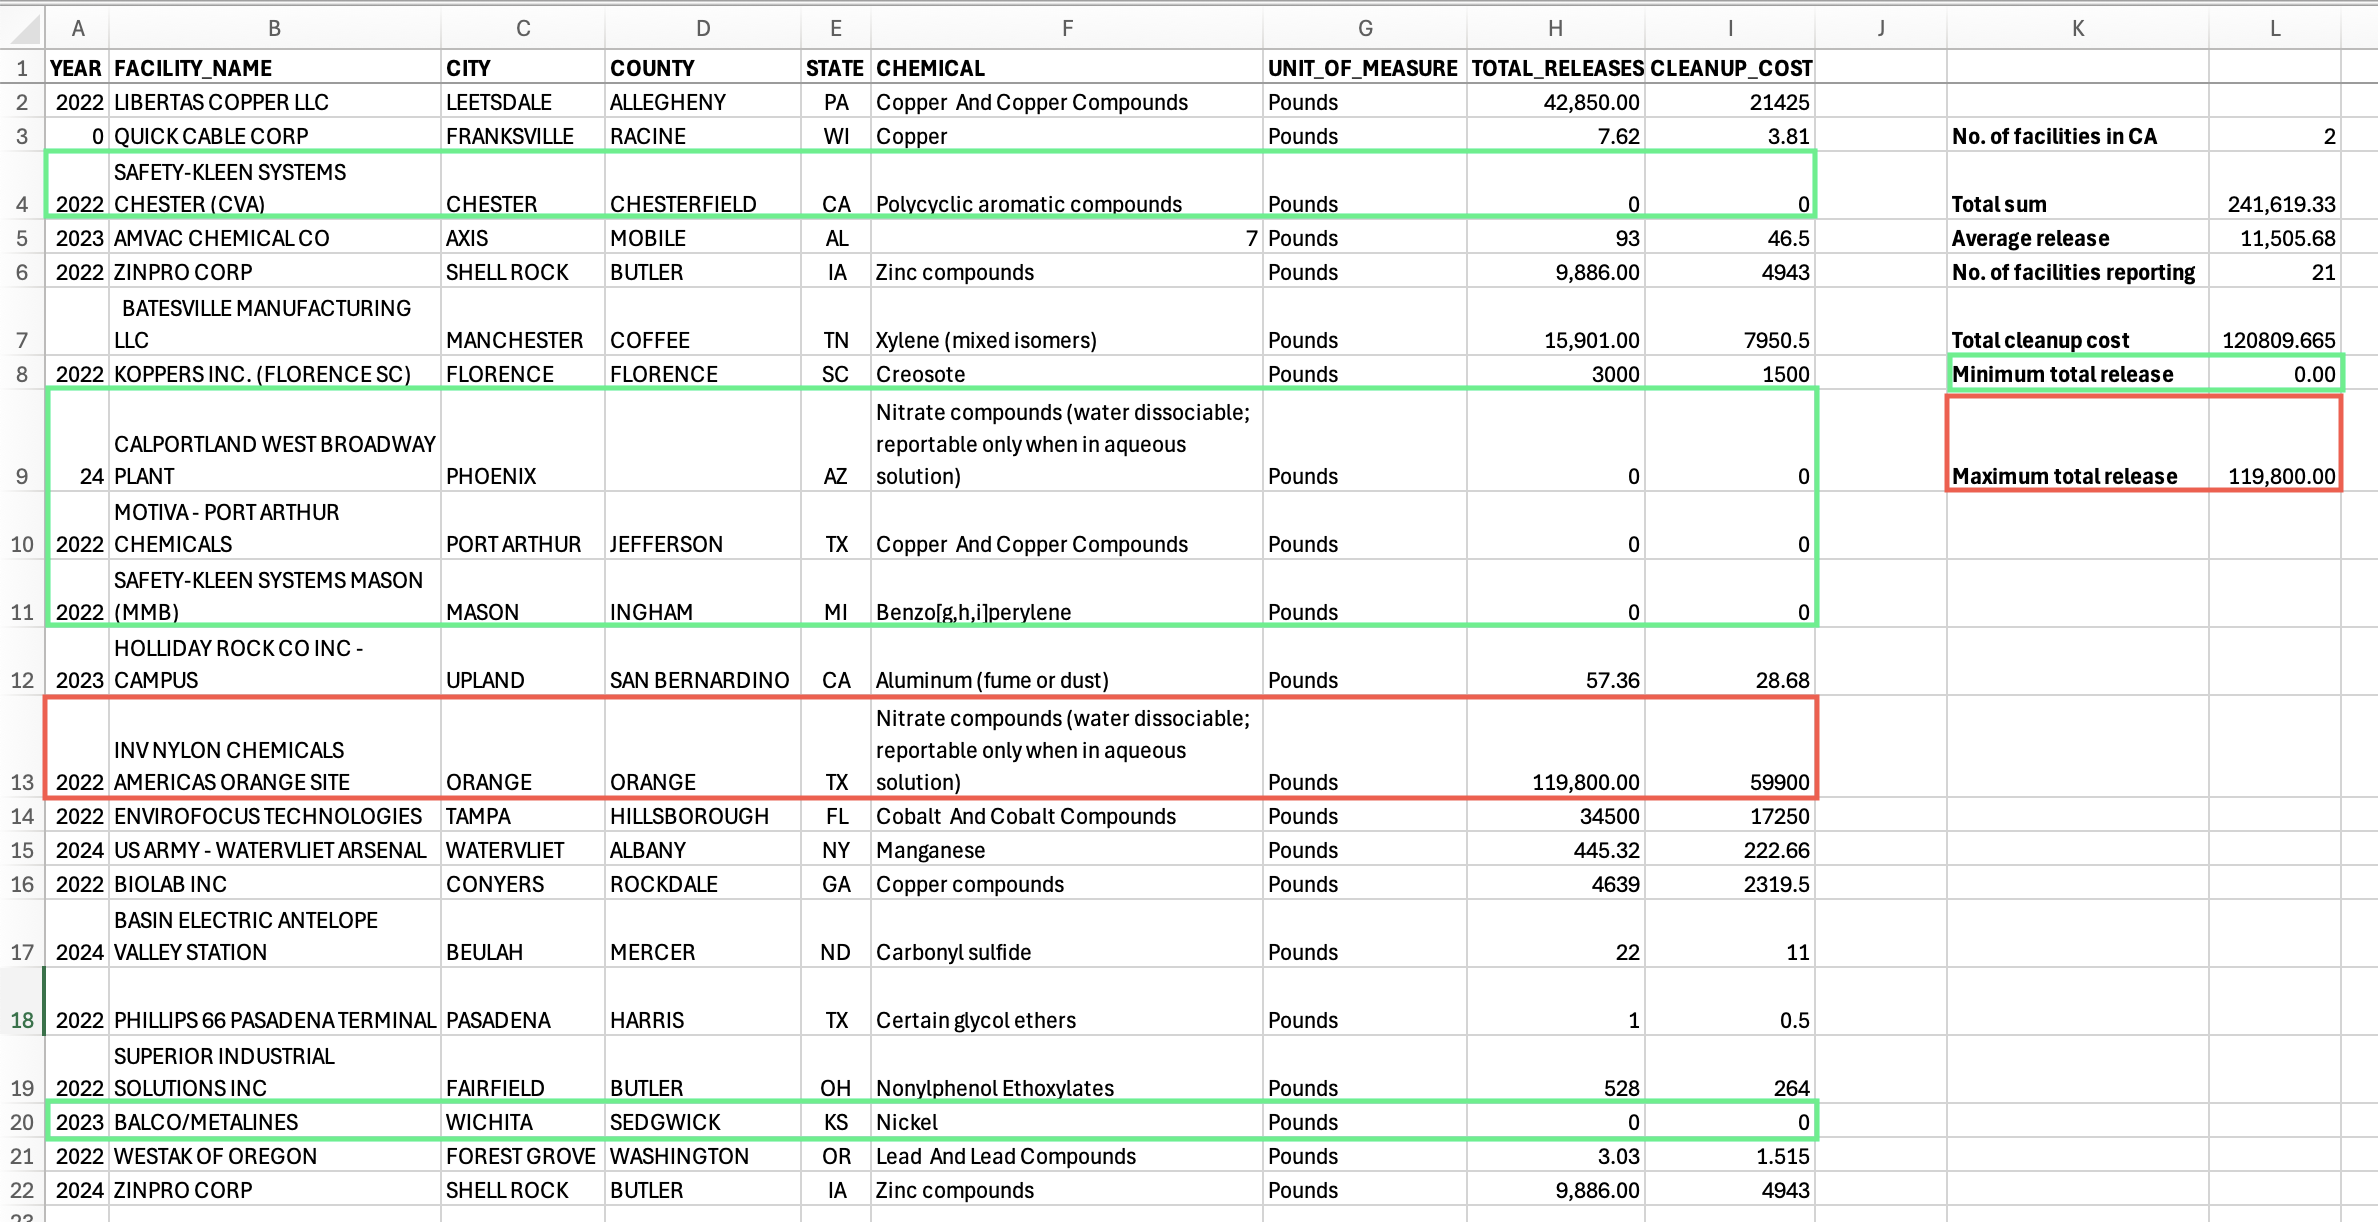 A B C D E F G H I J K L
1 YEAR FACILITY_NAME CITY COUNTY STATE CHEMICAL UNIT_OF_MEASURE TOTAL_RELEASES CLEANUP_COST
2 2022 LIBERTAS COPPER LLC LEETSDALE ALLEGHENY PA Copper And Copper Compounds Pounds 42,850.00 21425
3 0 QUICK CABLE CORP FRANKSVILLE RACINE WI Copper Pounds 7.62 3.81 No. of facilities in CA 2
SAFETY-KLEEN SYSTEMS
4 2022 CHESTER (CVA) CHESTER CHESTERFIELD CA Polycyclic aromatic compounds Pounds 0 0 Total sum 241,619.33
5 2023 AMVAC CHEMICAL CO AXIS MOBILE AL 7 Pounds 93 46.5 Average release 11,505.68
6 2022 ZINPRO CORP SHELL ROCK BUTLER IA Zinc compounds Pounds 9,886.00 4943 No. of facilities reporting 21
BATESVILLE MANUFACTURING
7 LLC MANCHESTER COFFEE TN Xylene (mixed isomers) Pounds 15,901.00 7950.5 Total cleanup cost 120809.665
8 2022 KOPPERS INC. (FLORENCE SC) FLORENCE FLORENCE SC Creosote Pounds 3000 1500 Minimum total release 0.00
Nitrate compounds (water dissociable;
CALPORTLAND WEST BROADWAY reportable only when in aqueous
9 24 PLANT PHOENIX AZ solution) Pounds 0 0 Maximum total release 119,800.00
MOTIVA - PORT ARTHUR
10 2022 CHEMICALS PORT ARTHUR JEFFERSON TX Copper And Copper Compounds Pounds 0 0
SAFETY-KLEEN SYSTEMS MASON
11 2022 (MMB) MASON INGHAM MI Benzo[g,h,i]perylene Pounds 0 0
HOLLIDAY ROCK CO INC -
12 2023 CAMPUS UPLAND SAN BERNARDINO CA Aluminum (fume or dust) Pounds 57.36 28.68
Nitrate compounds (water dissociable;
INV NYLON CHEMICALS reportable only when in aqueous
13 2022 AMERICAS ORANGE SITE ORANGE ORANGE TX solution) Pounds 119,800.00 59900
14 2022 ENVIROFOCUS TECHNOLOGIES TAMPA HILLSBOROUGH FL Cobalt And Cobalt Compounds Pounds 34500 17250
15 2024 US ARMY - WATERVLIET ARSENAL WATERVLIET ALBANY NY Manganese Pounds 445.32 222.66
16 2022 BIOLAB INC CONYERS ROCKDALE GA Copper compounds Pounds 4639 2319.5
BASIN ELECTRIC ANTELOPE
17 2024 VALLEY STATION BEULAH MERCER ND Carbonyl sulfide Pounds 22 11
18 2022 PHILLIPS 66 PASADENA TERMINAL PASADENA HARRIS TX Certain glycol ethers Pounds 1 0.5
SUPERIOR INDUSTRIAL
19 2022 SOLUTIONS INC FAIRFIELD BUTLER OH Nonylphenol Ethoxylates Pounds 528 264
20 2023 BALCO/METALINES WICHITA SEDGWICK KS Nickel Pounds 0 0
21 2022 WESTAK OF OREGON FOREST GROVE WASHINGTON OR Lead And Lead Compounds Pounds 3.03 1.515
22 2024 ZINPRO CORP SHELL ROCK BUTLER IA Zinc compounds Pounds 9,886.00 4943
23